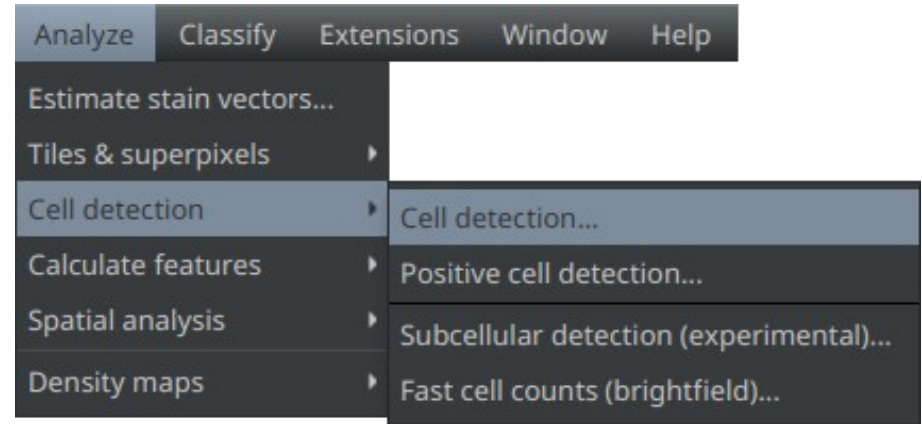 Analyze Classify Extensions Window Help
Estimate stain vectors...
Tiles & superpixels
Cell detection
Calculate features
Spatial analysis
Density maps
Cell detection...
Positive cell detection...
Subcellular detection (experimental)...
Fast cell counts (brightfield)...